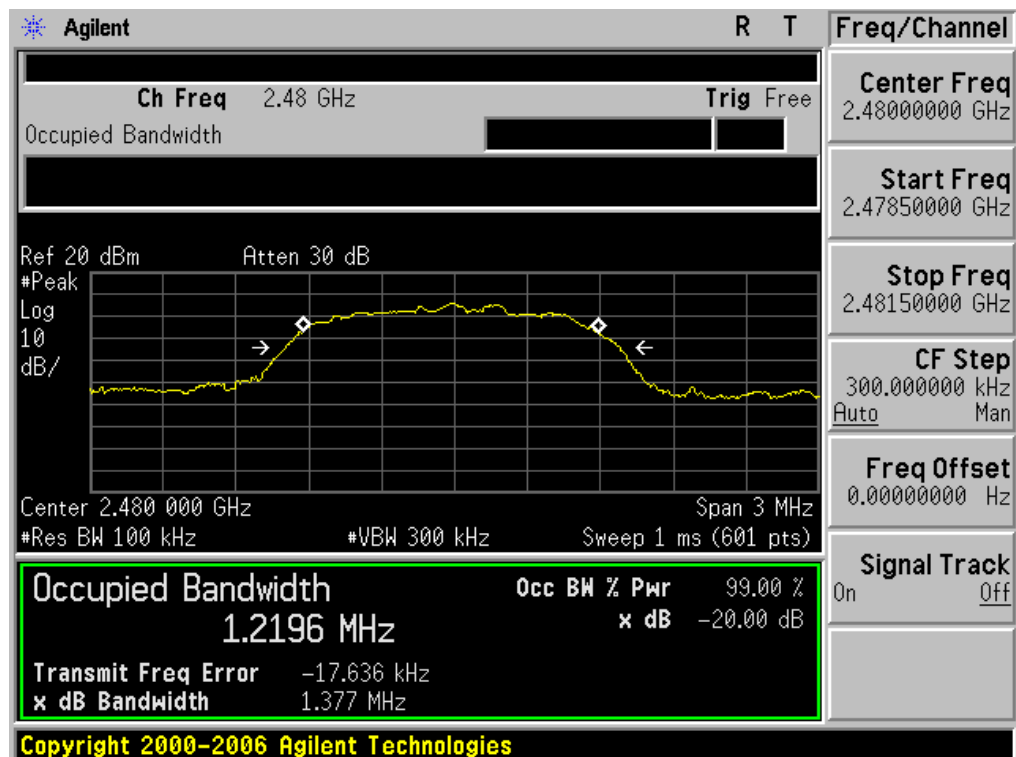 Agilent R T
Freq/Channel
Ch Freq 2.48 GHz Trig Free
Occupied Bandwidth
Center Freq
2.48000000 GHz
Start Freq
2.47850000 GHz
Stop Freq
2.48150000 GHz
CF Step
300.000000 kHz
Auto Man
Freq Offset
0.00000000 Hz
Signal Track
On Off
Ref 20 dBm Atten 30 dB
#Peak
Log
10
dB/
Center 2.480 000 GHz Span 3 MHz
#Res BW 100 kHz #VBW 300 kHz Sweep 1 ms (601 pts)
Occupied Bandwidth
1.2196 MHz
Occ BW % Pwr 99.00 %
x dB -20.00 dB
Transmit Freq Error -17.636 kHz
x dB Bandwidth 1.377 MHz
Copyright 2000-2006 Agilent Technologies